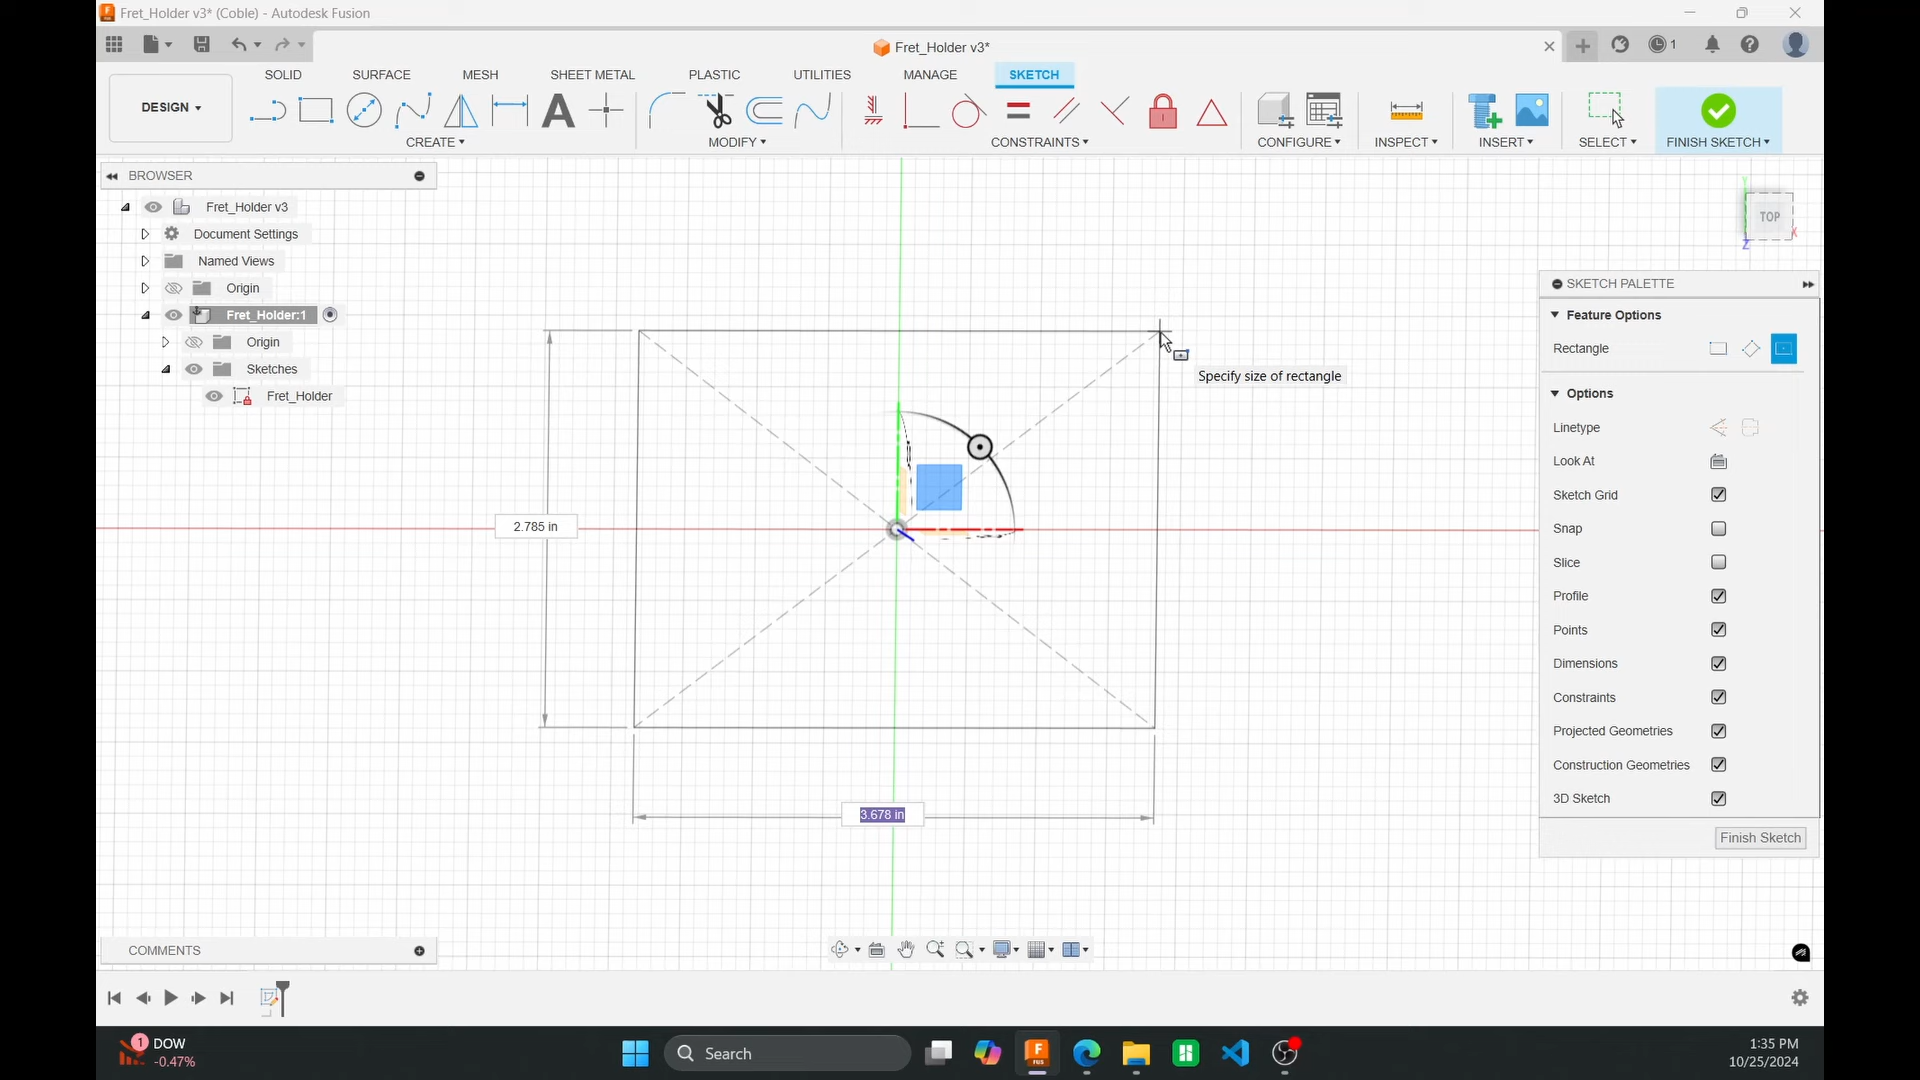 Fret_Holder v3* (Coble) - Autodesk Fusion
Fret_Holder v3*
1
SOLID SURFACE MESH SHEET METAL PLASTIC UTILITIES MANAGE SKETCH
DESIGN
CREATE MODIFY CONSTRAINTS CONFIGURE INSPECT INSERT SELECT FINISH SKETCH
BROWSER
Fret_Holder v3
Document Settings
Named Views
Origin
Fret_Holder:1
Origin
Sketches
Fret_Holder
Y
TOP
X
Z
Specify size of rectangle
2.785 in
3.678 in
SKETCH PALETTE
Feature Options
Rectangle
Options
Linetype
Look At
Sketch Grid
Snap
Slice
Profile
Points
Dimensions
Constraints
Projected Geometries
Construction Geometries
3D Sketch
Finish Sketch
COMMENTS
1
DOW
-0.47%
Search
F
FUS
1:35 PM
10/25/2024